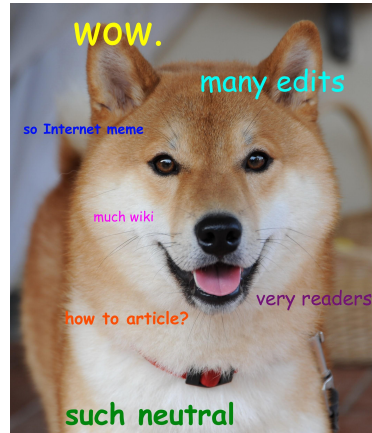 wow.
many edits
so Internet meme
much wiki
very readers
how to article?
such neutral